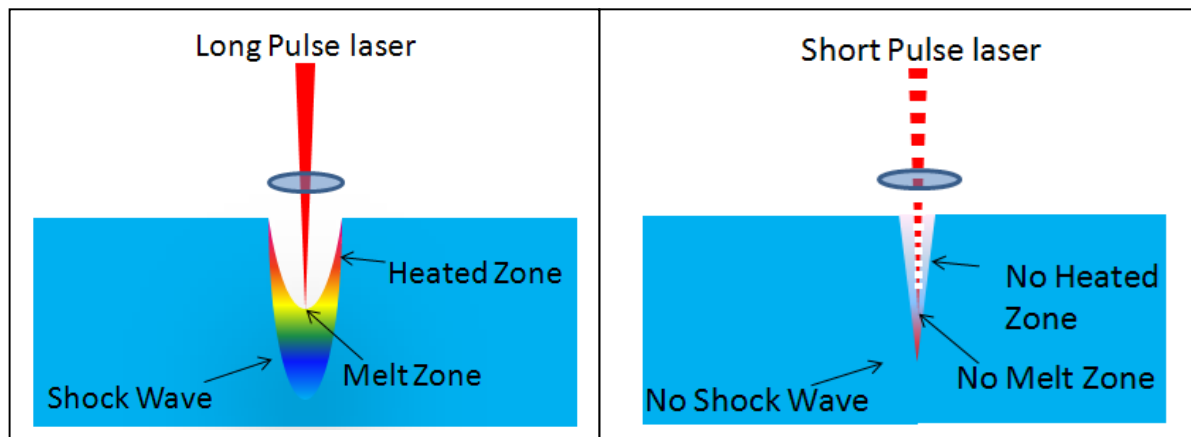 Long Pulse laser
Heated Zone
Melt Zone
Shock Wave
Short Pulse laser
No Heated
Zone
No Melt Zone
No Shock Wave